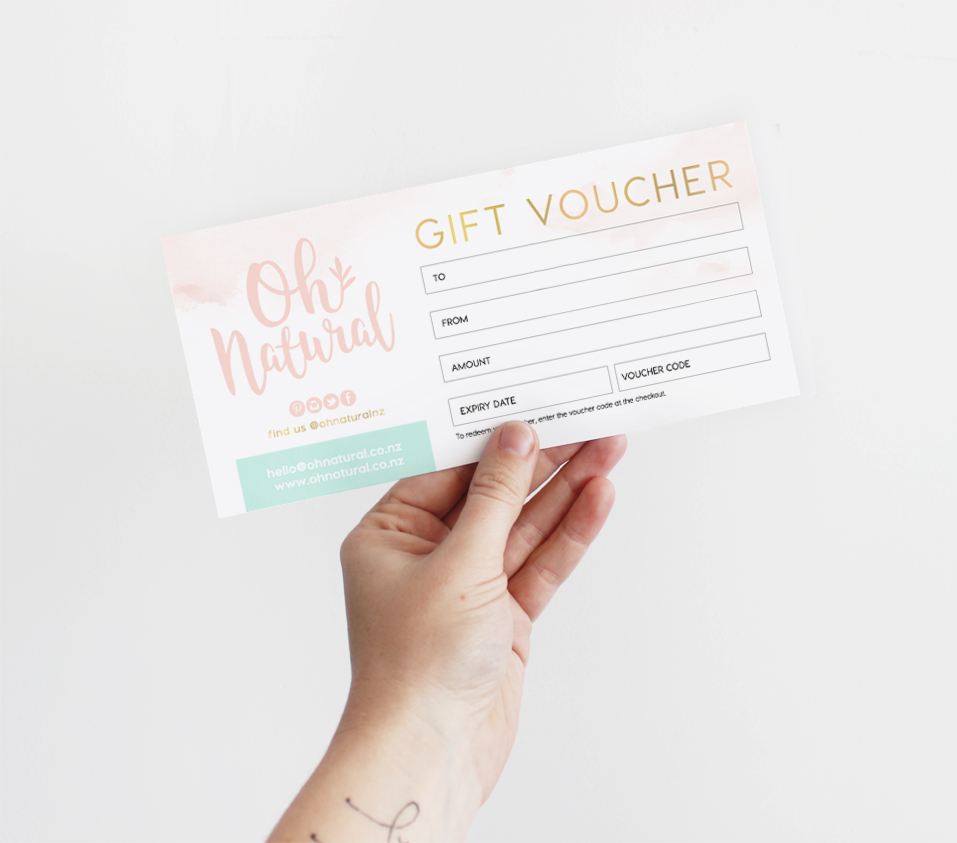 Oh
Natural
find us @ohnaturalnz
hello@ohnatural.co.nz
www.ohnatural.co.nz
GIFT VOUCHER
TO
FROM
AMOUNT
EXPIRY DATE
VOUCHER CODE
To redeem enter the voucher code at the checkout.